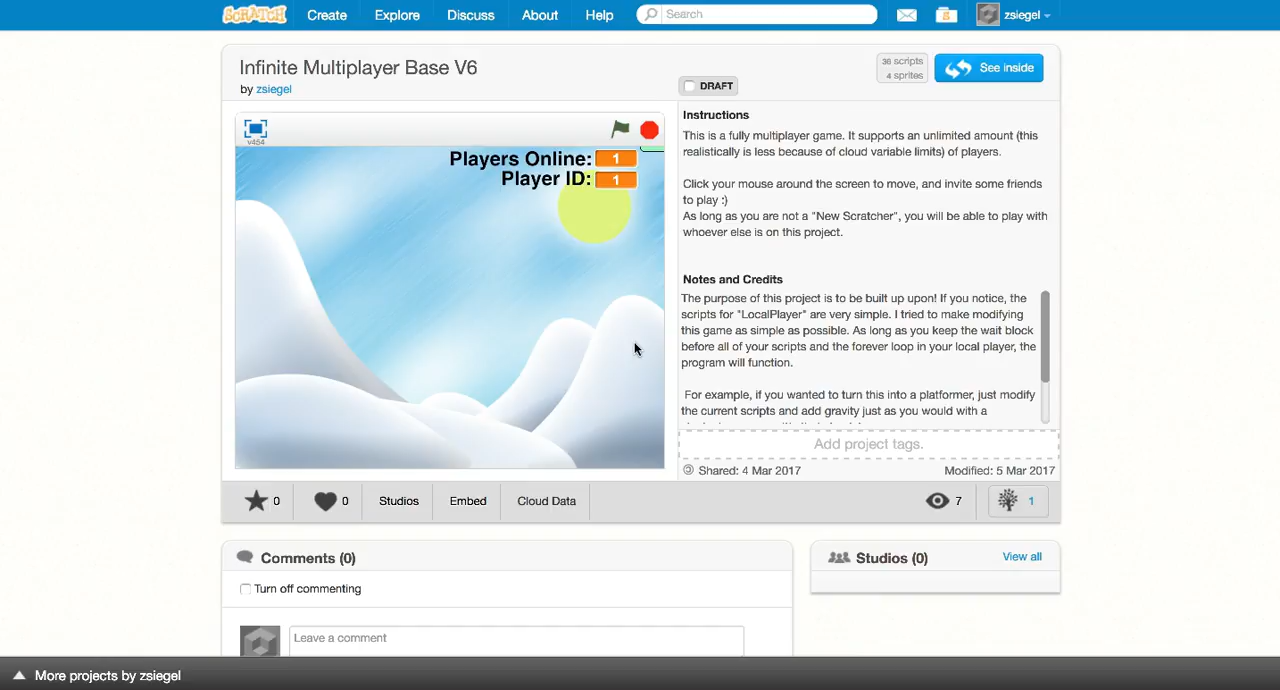 SCRATCH Create Explore Discuss About Help Search zsiegel
Infinite Multiplayer Base V6
by zsiegel
DRAFT
36 scripts
4 sprites
See inside
v454
Players Online: 1
Player ID: 1
Instructions
This is a fully multiplayer game. It supports an unlimited amount (this
realistically is less because of cloud variable limits) of players.
Click your mouse around the screen to move, and invite some friends
to play :)
As long as you are not a "New Scratcher", you will be able to play with
whoever else is on this project.
Notes and Credits
The purpose of this project is to be built up upon! If you notice, the
scripts for "LocalPlayer" are very simple. I tried to make modifying
this game as simple as possible. As long as you keep the wait block
before all of your scripts and the forever loop in your local player, the
program will function.
For example, if you wanted to turn this into a platformer, just modify
the current scripts and add gravity just as you would with a
Add project tags.
Shared: 4 Mar 2017 Modified: 5 Mar 2017
0 0 Studios Embed Cloud Data 7 1
Comments (0)
Turn off commenting
Leave a comment
Studios (0) View all
More projects by zsiegel